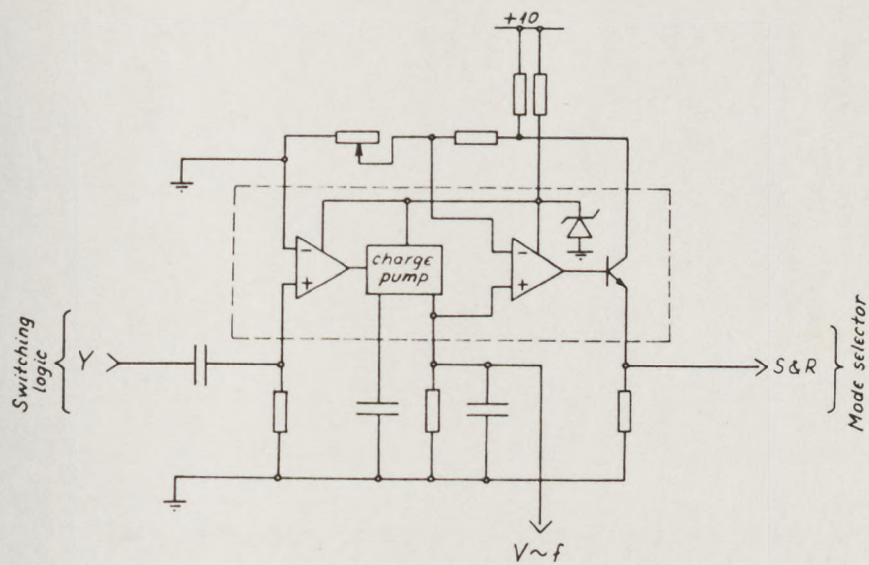 +10
−
+
charge
pump
−
+
Switching
logic
Y
S&R
Mode selector
V~f